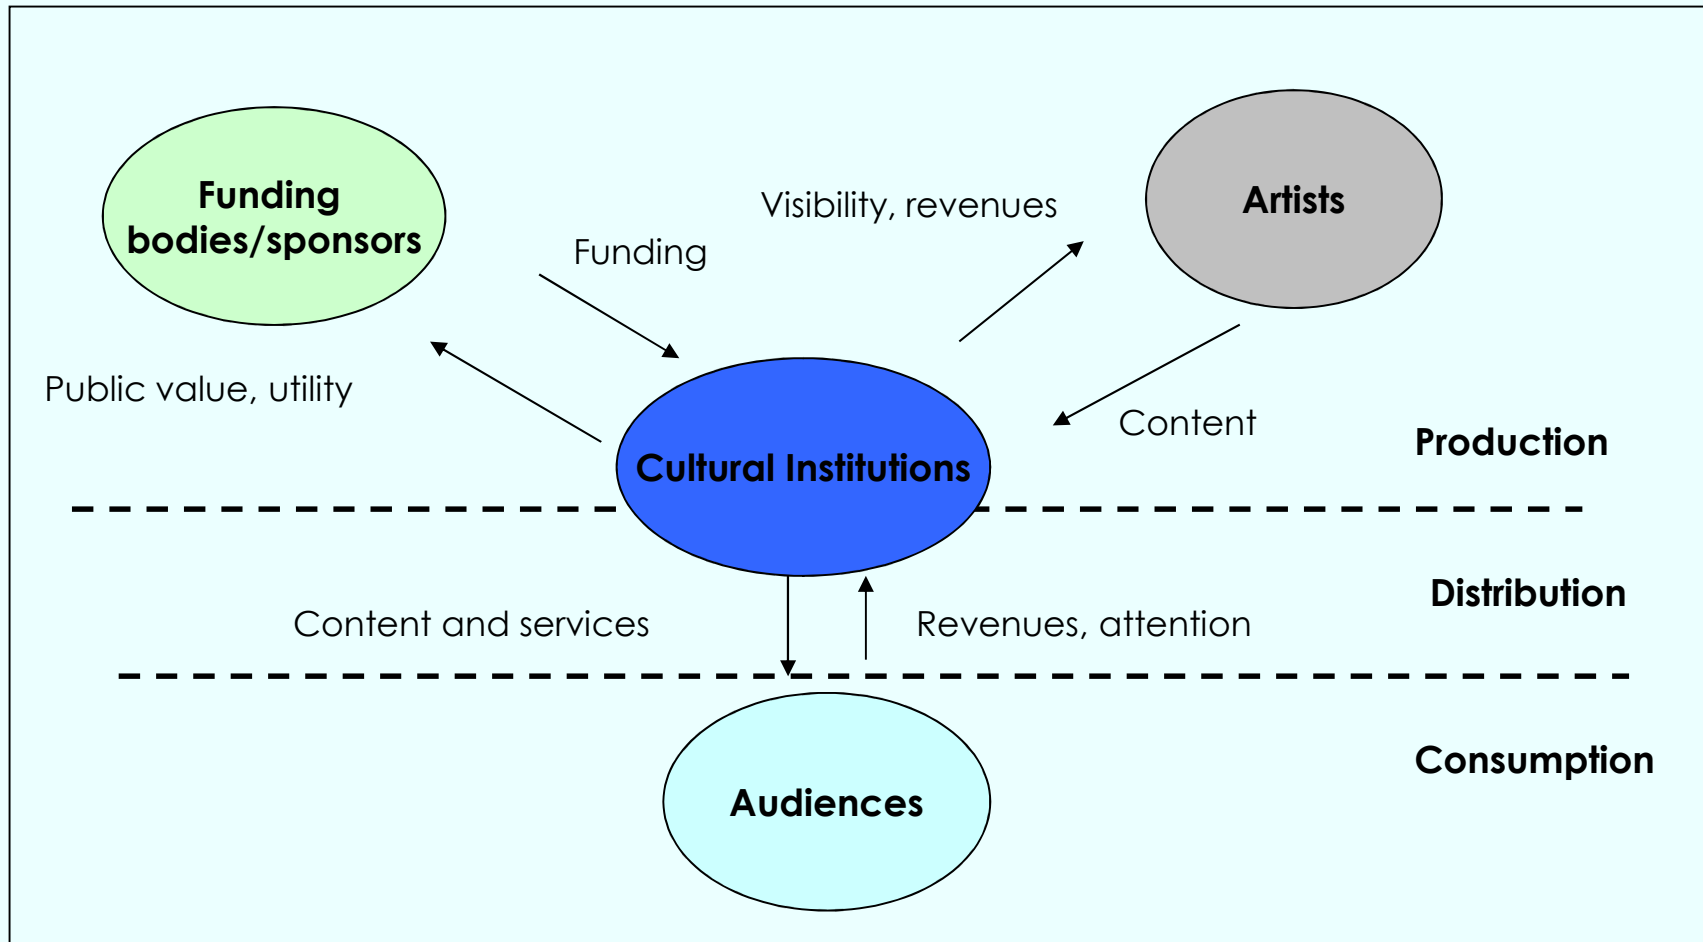 Funding
bodies/sponsors
Artists
Visibility, revenues
Funding
Public value, utility
Content
Production
Cultural Institutions
Distribution
Content and services
Revenues, attention
Consumption
Audiences